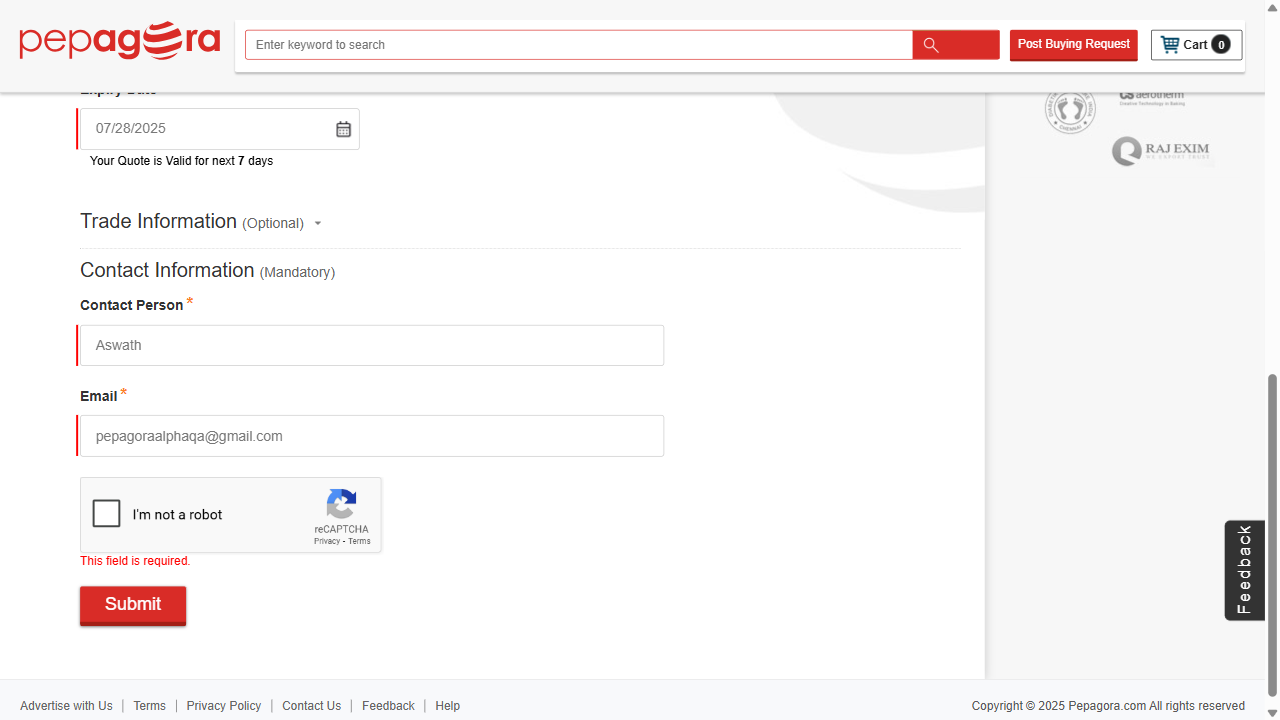 pepagora
Enter keyword to search
Post Buying Request
Cart 0
Expiry Date
07/28/2025
Your Quote is Valid for next 7 days
CS aerotherm
RAJ EXIM
Trade Information (Optional)
Contact Information (Mandatory)
Contact Person *
Aswath
Email *
pepagoraalphaqa@gmail.com
I'm not a robot
reCAPTCHA
Privacy - Terms
This field is required.
Submit
Feedback
Advertise with Us | Terms | Privacy Policy | Contact Us | Feedback | Help
Copyright © 2025 Pepagora.com All rights reserved